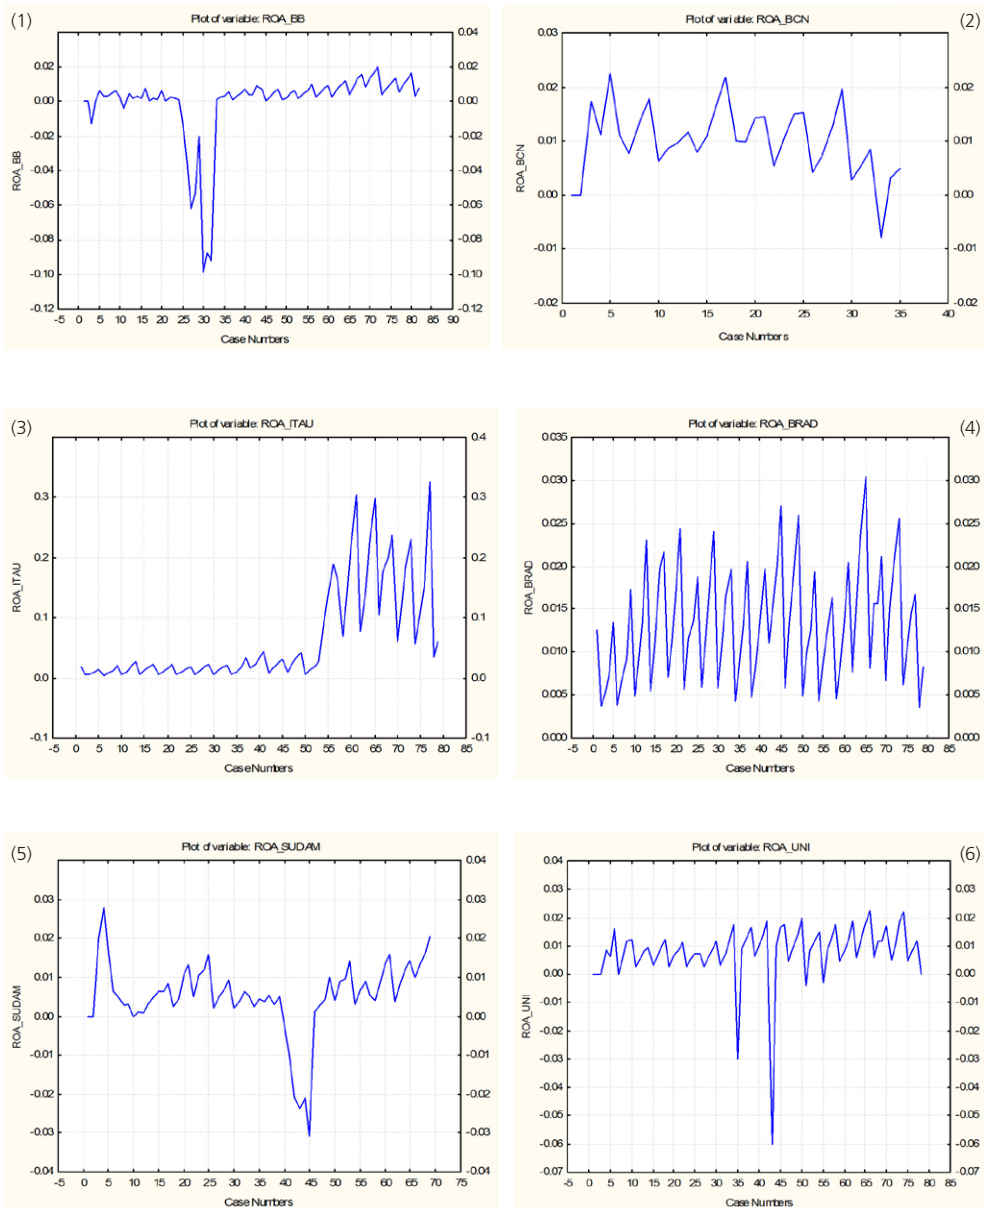 (1)
Plot of variable: ROA_BB
0.04 0.04
0.02 0.02
0.00 0.00
-0.02 -0.02
-0.04 -0.04
-0.06 -0.06
-0.08 -0.08
-0.10 -0.10
-0.12 -0.12
ROA_BB
-5 0 5 10 15 20 25 30 35 40 45 50 55 60 65 70 75 80 85 90
Case Numbers
(2)
Plot of variable: ROA_BCN
0.03 0.03
0.02 0.02
0.01 0.01
0.00 0.00
-0.01 -0.01
-0.02 -0.02
ROA_BCN
0 5 10 15 20 25 30 35 40
Case Numbers
(3)
Plot of variable: ROA_ITAU
0.4 0.4
0.3 0.3
0.2 0.2
0.1 0.1
0.0 0.0
-0.1 -0.1
ROA_ITAU
-5 0 5 10 15 20 25 30 35 40 45 50 55 60 65 70 75 80 85
Case Numbers
(4)
Plot of variable: ROA_BRAD
0.035
0.030 0.030
0.025 0.025
0.020 0.020
0.015 0.015
0.010 0.010
0.005 0.005
0.000 0.000
ROA_BRAD
-5 0 5 10 15 20 25 30 35 40 45 50 55 60 65 70 75 80 85
Case Numbers
(5)
Plot of variable: ROA_SUDAM
0.04 0.04
0.03 0.03
0.02 0.02
0.01 0.01
0.00 0.00
-0.01 -0.01
-0.02 -0.02
-0.03 -0.03
-0.04 -0.04
ROA_SUDAM
-5 0 5 10 15 20 25 30 35 40 45 50 55 60 65 70 75
Case Numbers
(6)
Plot of variable: ROA_UNI
0.04 0.04
0.03 0.03
0.02 0.02
0.01 0.01
0.00 0.00
-0.01 -0.01
-0.02 -0.02
-0.03 -0.03
-0.04 -0.04
-0.05 -0.05
-0.06 -0.06
-0.07 -0.07
ROA_UNI
-5 0 5 10 15 20 25 30 35 40 45 50 55 60 65 70 75 80 85
Case Numbers